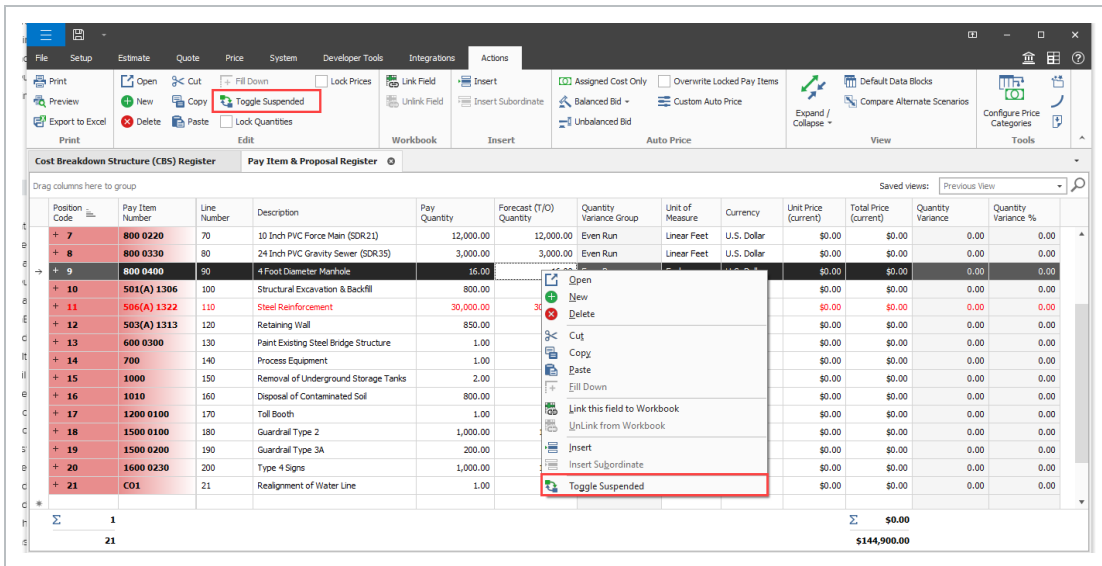 File Setup Estimate Quote Price System Developer Tools Integrations Actions
Print Open Cut Fill Down Lock Prices Link Field Insert Assigned Cost Only Overwrite Locked Pay Items Default Data Blocks
Preview New Copy Toggle Suspended Unlink Field Insert Subordinate Balanced Bid Custom Auto Price Compare Alternate Scenarios
Export to Excel Delete Paste Lock Quantities Unbalanced Bid
Expand /
Collapse
Configure Price
Categories
Print Edit Workbook Insert Auto Price View Tools
Cost Breakdown Structure (CBS) Register Pay Item & Proposal Register
Drag columns here to group Saved views: Previous View
Position Code Pay Item Number Line Number Description Pay Quantity Forecast (T/O) Quantity Quantity Variance Group Unit of Measure Currency Unit Price (current) Total Price (current) Quantity Variance Quantity Variance %
+ 7 800 0220 70 10 Inch PVC Force Main (SDR21) 12,000.00 12,000.00 Even Run Linear Feet U.S. Dollar $0.00 $0.00 0.00 0.00
+ 8 800 0330 80 24 Inch PVC Gravity Sewer (SDR35) 3,000.00 3,000.00 Even Run Linear Feet U.S. Dollar $0.00 $0.00 0.00 0.00
+ 9 800 0400 90 4 Foot Diameter Manhole 16.00 $0.00 $0.00 0.00 0.00
+ 10 501(A) 1306 100 Structural Excavation & Backfill 800.00 $0.00 $0.00 0.00 0.00
+ 11 506(A) 1322 110 Steel Reinforcement 30,000.00 30 $0.00 $0.00 0.00 0.00
+ 12 503(A) 1313 120 Retaining Wall 850.00 $0.00 $0.00 0.00 0.00
+ 13 600 0300 130 Paint Existing Steel Bridge Structure 1.00 $0.00 $0.00 0.00 0.00
+ 14 700 140 Process Equipment 1.00 $0.00 $0.00 0.00 0.00
+ 15 1000 150 Removal of Underground Storage Tanks 2.00 $0.00 $0.00 0.00 0.00
+ 16 1010 160 Disposal of Contaminated Soil 800.00 $0.00 $0.00 0.00 0.00
+ 17 1200 0100 170 Toll Booth 1.00 $0.00 $0.00 0.00 0.00
+ 18 1500 0100 180 Guardrail Type 2 1,000.00 $0.00 $0.00 0.00 0.00
+ 19 1500 0200 190 Guardrail Type 3A 200.00 $0.00 $0.00 0.00 0.00
+ 20 1600 0230 200 Type 4 Signs 1,000.00 $0.00 $0.00 0.00 0.00
+ 21 CO1 21 Realignment of Water Line 1.00 $0.00 $0.00 0.00 0.00
Open
New
Delete
Cut
Copy
Paste
Fill Down
Link this field to Workbook
UnLink from Workbook
Insert
Insert Subordinate
Toggle Suspended
Σ 1 Σ $0.00
21 $144,900.00